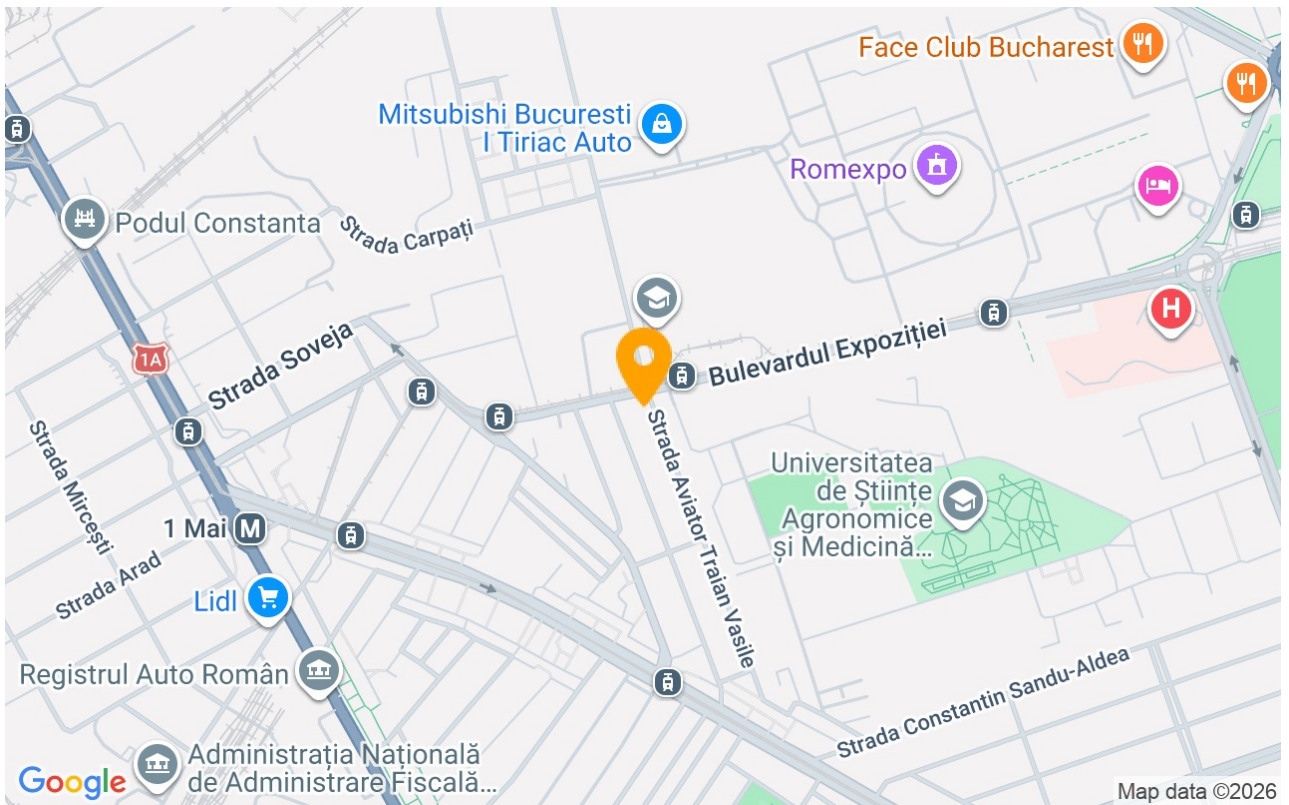 Face Club Bucharest
Mitsubishi Bucuresti
I Tiriac Auto
Romexpo
Podul Constanta
Strada Carpați
H
Strada Soveja
1A
Bulevardul Expoziției
Strada Mircești
Strada Aviator Traian Vasile
Universitatea
de Științe
Agronomice
și Medicină...
1 Mai M
Strada Arad
Lidl
Registrul Auto Român
Strada Constantin Sandu-Aldea
Administrația Națională
de Administrare Fiscală...
Google
Map data ©2026